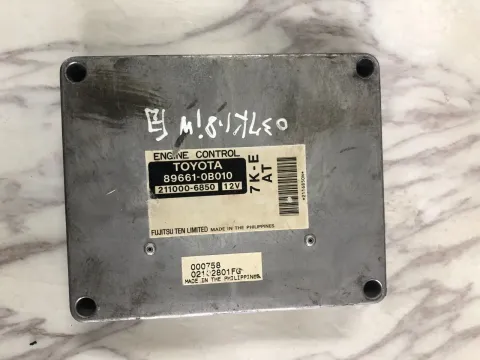 ENGINE CONTROL
TOYOTA
89661-0B010
211000-6850 12V
7K-E
AT
FUJITSU TEN LIMITED MADE IN THE PHILIPPINES
000758
MADE IN THE PHILIPPINES